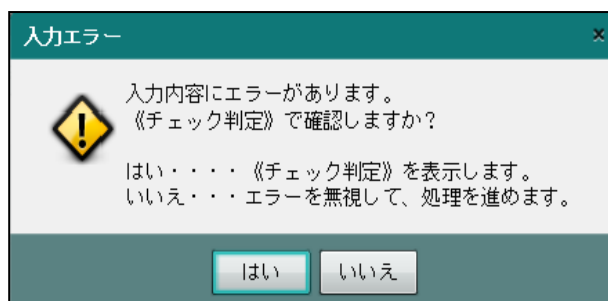 入力エラー
入力内容にエラーがあります。
《チェック判定》で確認しますか?
はい・・・・《チェック判定》を表示します。
いいえ・・・エラーを無視して、処理を進めます。
はい
いいえ